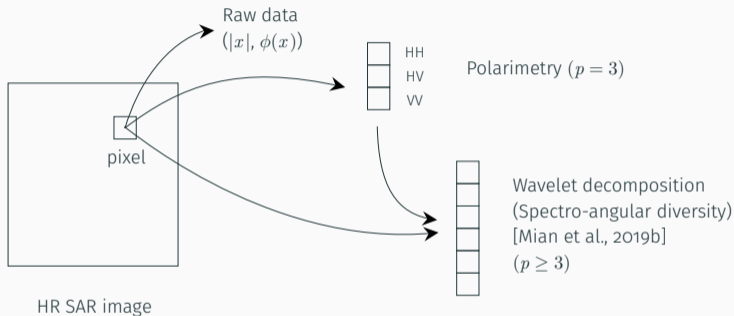 Raw data
(|x|, ϕ(x))
HH
HV
VV
Polarimetry (p = 3)
pixel
Wavelet decomposition
(Spectro-angular diversity)
[Mian et al., 2019b]
(p ≥ 3)
HR SAR image